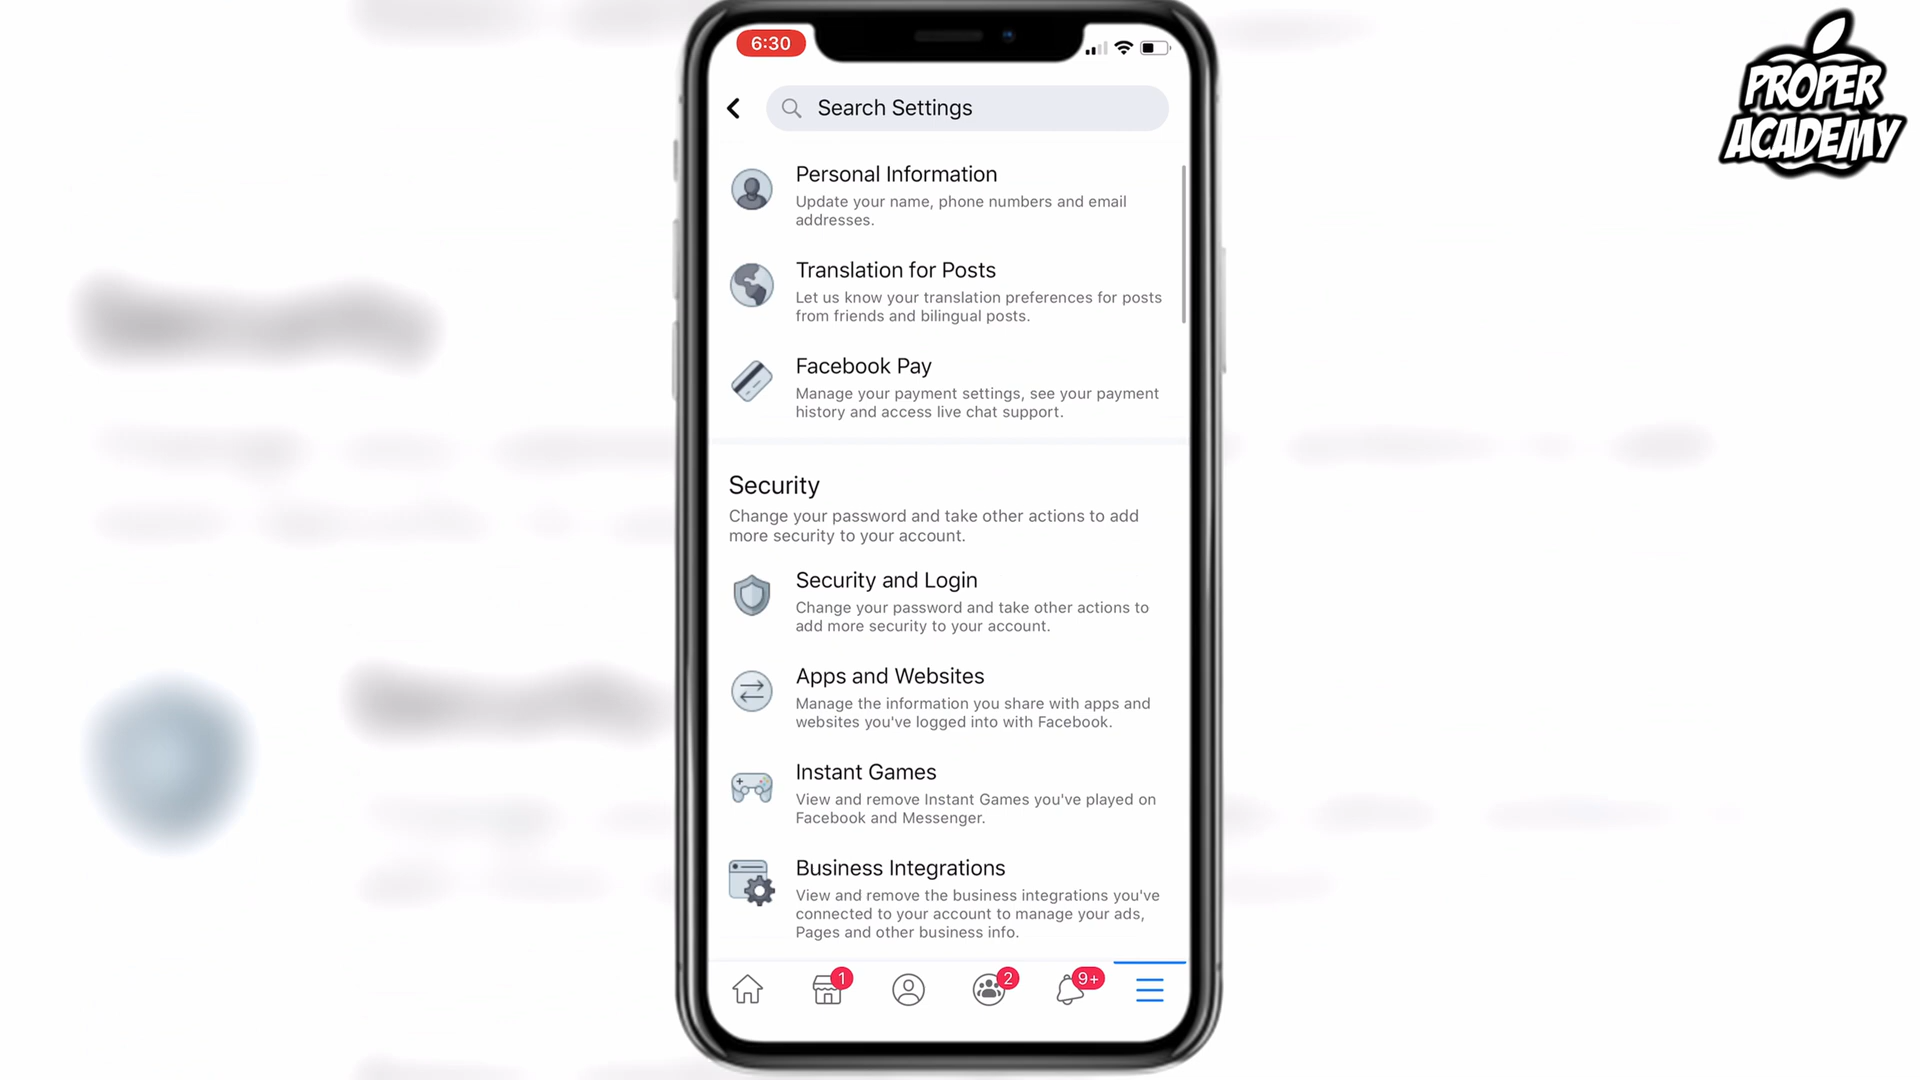 6:30
Search Settings
PROPER
ACADEMY
Personal Information
Update your name, phone numbers and email
addresses.
Translation for Posts
Let us know your translation preferences for posts
from friends and bilingual posts.
Facebook Pay
Manage your payment settings, see your payment
history and access live chat support.
Security
Change your password and take other actions to add
more security to your account.
Security and Login
Change your password and take other actions to
add more security to your account.
Apps and Websites
Manage the information you share with apps and
websites you've logged into with Facebook.
Instant Games
View and remove Instant Games you've played on
Facebook and Messenger.
Business Integrations
View and remove the business integrations you've
connected to your account to manage your ads,
Pages and other business info.
1
2
9+